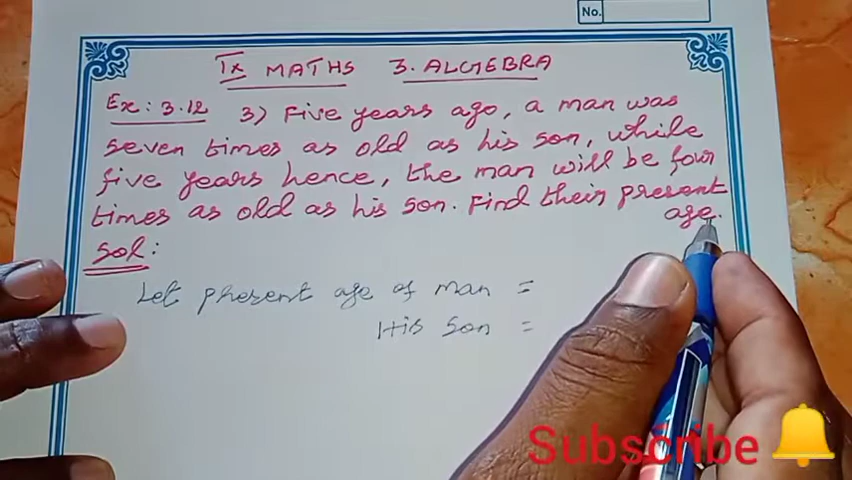 No.
IX MATHS 3. ALGEBRA
Ex: 3.12 3) Five years ago, a man was
seven times as old as his son, while
five years hence, the man will be four
times as old as his son. Find their present
age.
Sol:
Let present age of man =
His son =
Subscribe